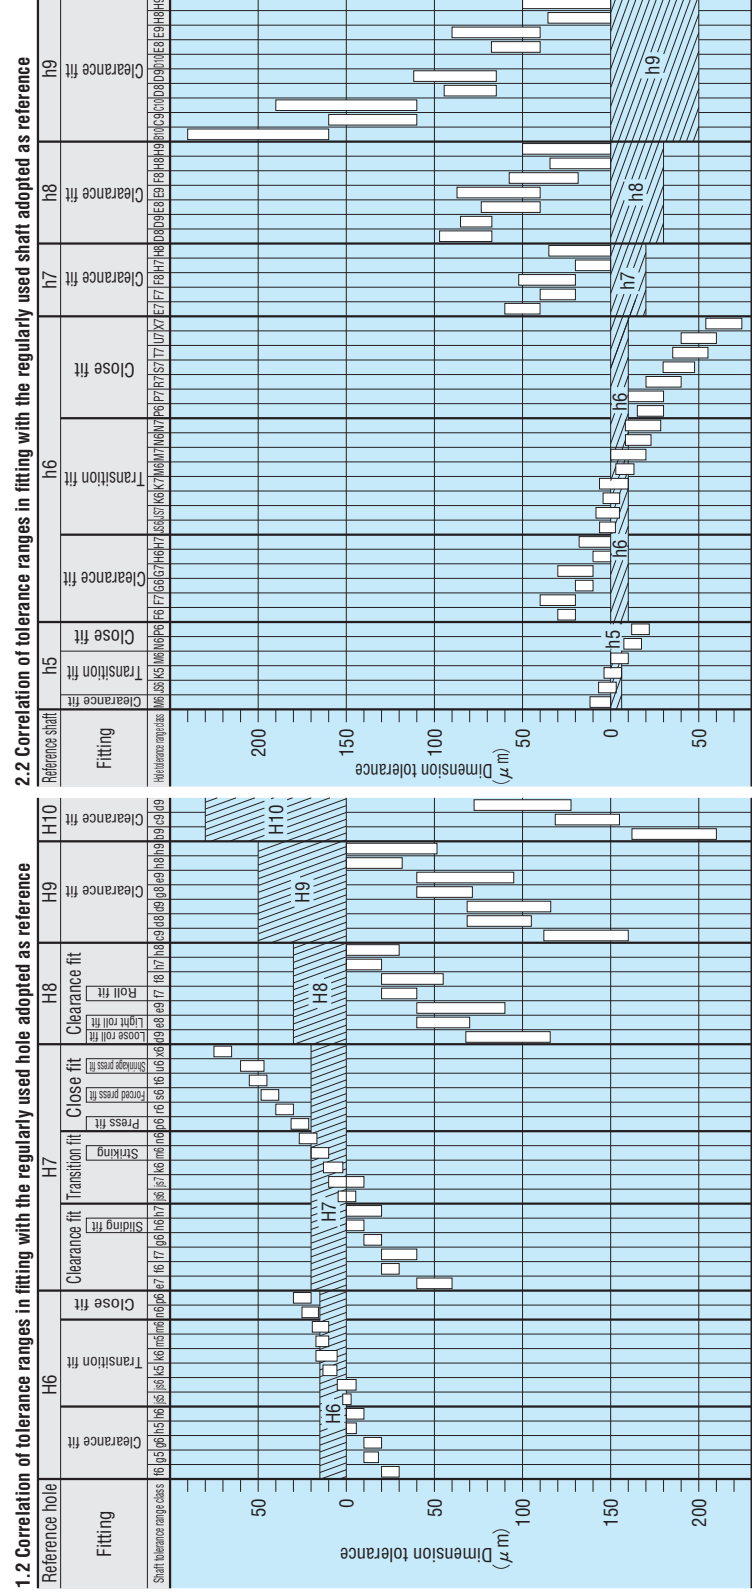 1.2 Correlation of tolerance ranges in fitting with the regularly used hole adopted as reference
Reference hole H6 H7 H8 H9 H10
Fitting Clearance fit Transition fit Close fit Clearance fit Transition fit Close fit Clearance fit Clearance fit Clearance fit
Sliding fit Striking Press fit Forced press fit Shrinkage press fit Loose roll fit Light roll fit Roll fit
Shaft tolerance range class f6 g5 g6 h5 h6 js5 js6 k5 k6 m5 m6 n6 p6 e7 f6 f7 g6 h6 h7 js6 js7 k6 m6 n6 p6 r6 s6 t6 u6 x6 d9 e8 e9 f7 f8 h7 h8 c9 d8 d9 g8 e9 h8 h9 b9 c9 d9
Dimension tolerance
(μm)
50
0
50
100
150
200
H6 H7 H8 H9 H10
2.2 Correlation of tolerance ranges in fitting with the regularly used shaft adopted as reference
Reference shaft h5 h6 h7 h8 h9
Fitting Clearance fit Transition fit Close fit Clearance fit Transition fit Close fit Clearance fit Clearance fit Clearance fit
Hole tolerance range class M6 JS6 K5 M6 N6 P6 F6 F7 G6 G7 H6 H7 JS6 JS7 K6 K7 M6 M7 N6 N7 P6 P7 R7 S7 T7 U7 X7 E7 F7 F8 H7 H8 D8 D9 E8 E9 F8 H8 H9 B10 C9 C10 D8 D9 D10 E8 E9 H8 H9
Dimension tolerance
(μm)
200
150
100
50
0
50
h5 h6 h6 h7 h8 h9